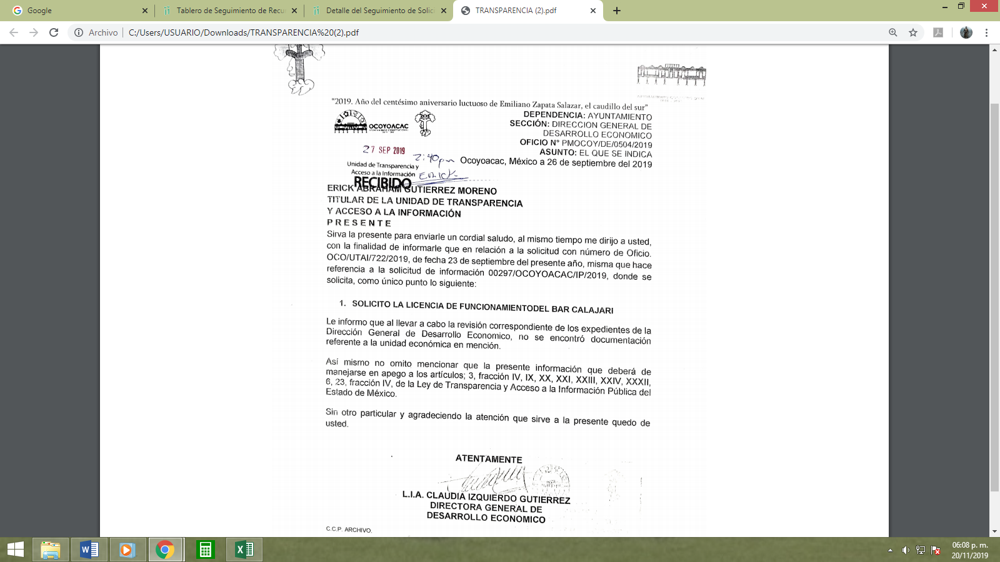 Google
Tablero de Seguimiento de Recu
Detalle del Seguimiento de Solici
TRANSPARENCIA (2).pdf
Archivo
C:/Users/USUARIO/Downloads/TRANSPARENCIA%20(2).pdf
"2019. Año del centésimo aniversario luctuoso de Emiliano Zapata Salazar, el caudillo del sur"
OCOYOACAC
DEPENDENCIA: AYUNTAMIENTO
SECCIÓN: DIRECCION GENERAL DE
DESARROLLO ECONOMICO
OFICIO N° PMOCOY/DE/0504/2019
ASUNTO: EL QUE SE INDICA
27 SEP 2019
2:40pm
Ocoyoacac, México a 26 de septiembre del 2019
Unidad de Transparencia y
Acceso a la Información
Erick
RECIBIDO
ERICK ABRAHAM GUTIERREZ MORENO
TITULAR DE LA UNIDAD DE TRANSPARENCIA
Y ACCESO A LA INFORMACIÓN
P R E S E N T E
Sirva la presente para enviarle un cordial saludo, al mismo tiempo me dirijo a usted,
con la finalidad de informarle que en relación a la solicitud con número de Oficio.
OCO/UTAI/722/2019, de fecha 23 de septiembre del presente año, misma que hace
referencia a la solicitud de información 00297/OCOYOACAC/IP/2019, donde se
solicita, como único punto lo siguiente:
1. SOLICITO LA LICENCIA DE FUNCIONAMIENTODEL BAR CALAJARI
Le informo que al llevar a cabo la revisión correspondiente de los expedientes de la
Dirección General de Desarrollo Economico, no se encontró documentación
referente a la unidad económica en mención.
Así mismo no omito mencionar que la presente información que deberá de
manejarse en apego a los artículos; 3, fracción IV, IX, XX, XXI, XXIII, XXIV, XXXII,
6, 23, fracción IV, de la Ley de Transparencia y Acceso a la Información Pública del
Estado de México.
Sin otro particular y agradeciendo la atención que sirve a la presente quedo de
usted.
ATENTAMENTE
L.I.A. CLAUDIA IZQUIERDO GUTIERREZ
DIRECTORA GENERAL DE
DESARROLLO ECONOMICO
C.C.P. ARCHIVO.
06:08 p. m.
20/11/2019